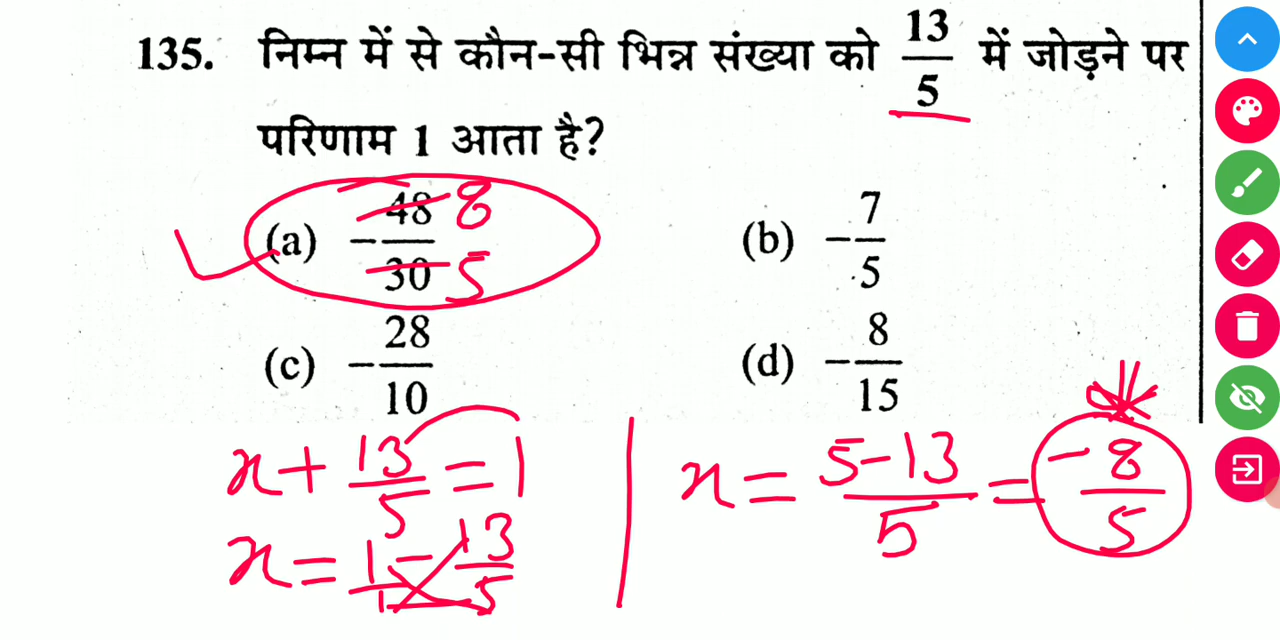 135. निम्न में से कौन-सी भिन्न संख्या को 13/5 में जोड़ने पर
परिणाम 1 आता है?
(a) -48/30 8/5 (b) -7/5
(c) -28/10 (d) -8/15
x + 13/5 = 1
x = 1/1 - 13/5
x = 5-13/5 = -8/5